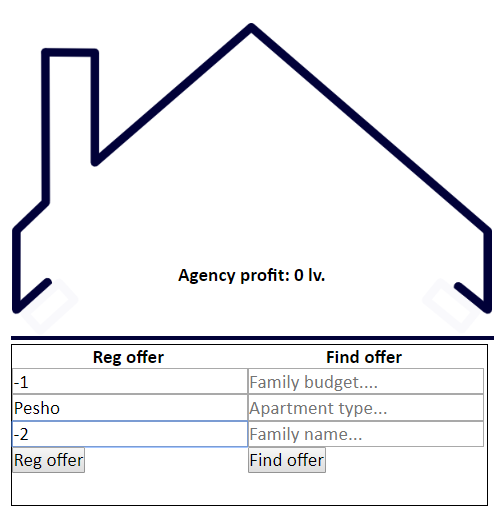 Agency profit: 0 lv.
Reg offer Find offer
-1 Family budget....
Pesho Apartment type...
-2 Family name...
Reg offer Find offer